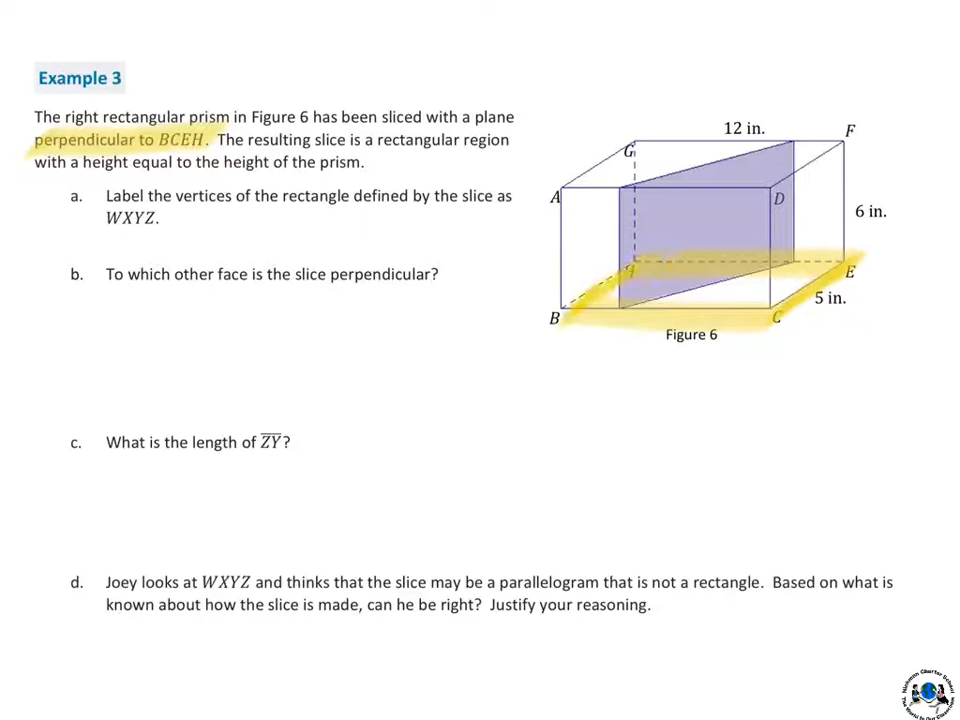 Example 3
The right rectangular prism in Figure 6 has been sliced with a plane
perpendicular to BCEH. The resulting slice is a rectangular region
with a height equal to the height of the prism.
a. Label the vertices of the rectangle defined by the slice as
WXYZ.
b. To which other face is the slice perpendicular?
12 in.
F
G
A
D
6 in.
H
E
5 in.
B
C
Figure 6
c. What is the length of Z̅Y̅?
d. Joey looks at WXYZ and thinks that the slice may be a parallelogram that is not a rectangle. Based on what is
known about how the slice is made, can he be right? Justify your reasoning.